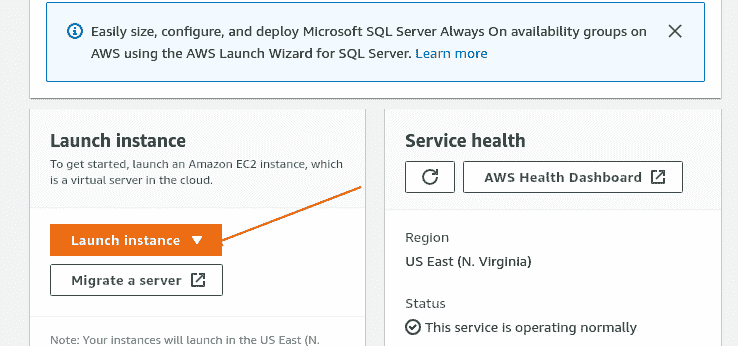 Easily size, configure, and deploy Microsoft SQL Server Always On availability groups on
AWS using the AWS Launch Wizard for SQL Server. Learn more
Launch instance
To get started, launch an Amazon EC2 instance, which
is a virtual server in the cloud.
Launch instance
Migrate a server
Note: Your instances will launch in the US East (N.
Service health
AWS Health Dashboard
Region
US East (N. Virginia)
Status
This service is operating normally